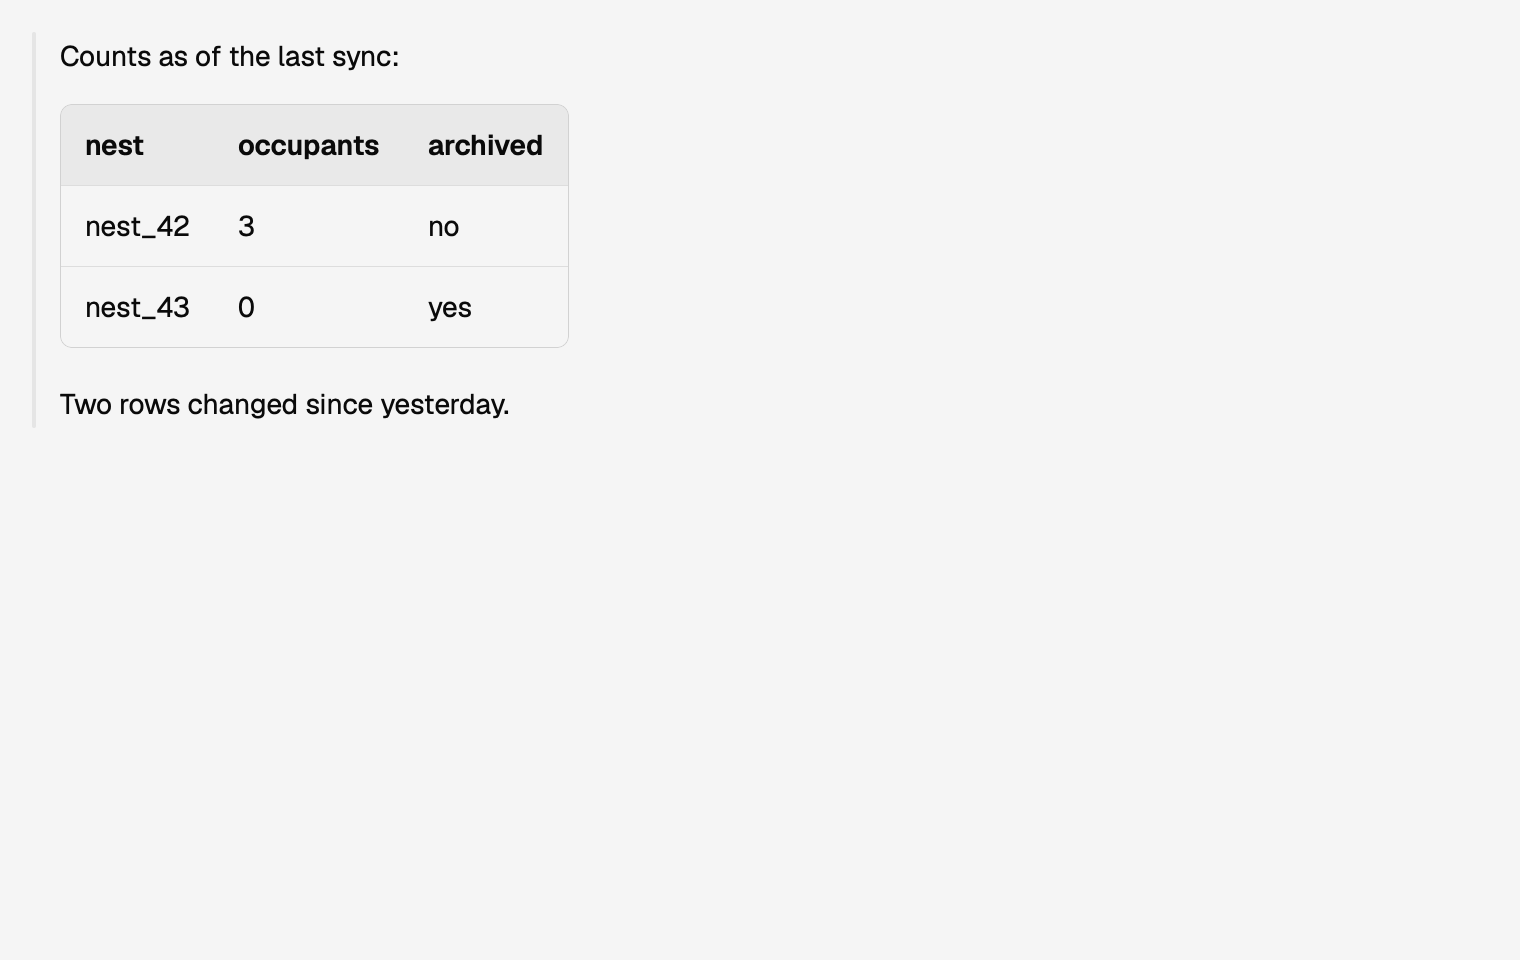 Counts as of the last sync:
nest occupants archived
nest_42 3 no
nest_43 0 yes
Two rows changed since yesterday.